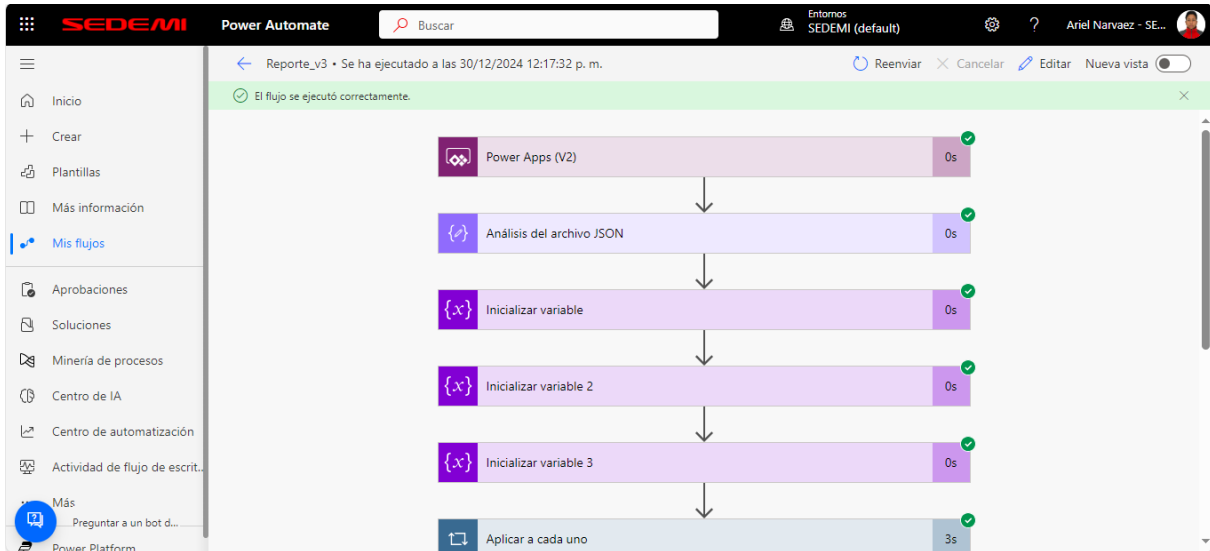 SEDEMI
Power Automate
Buscar
Entornos
SEDEMI (default)
?
Ariel Narvaez - SE...
Reporte_v3 • Se ha ejecutado a las 30/12/2024 12:17:32 p. m.
Reenviar
Cancelar
Editar
Nueva vista
El flujo se ejecutó correctamente.
Inicio
Crear
Plantillas
Más información
Mis flujos
Aprobaciones
Soluciones
Minería de procesos
Centro de IA
Centro de automatización
Actividad de flujo de escrit...
Más
Preguntar a un bot d...
Power Platform
Power Apps (V2)
0s
Análisis del archivo JSON
0s
{x}
Inicializar variable
0s
{x}
Inicializar variable 2
0s
{x}
Inicializar variable 3
0s
Aplicar a cada uno
3s